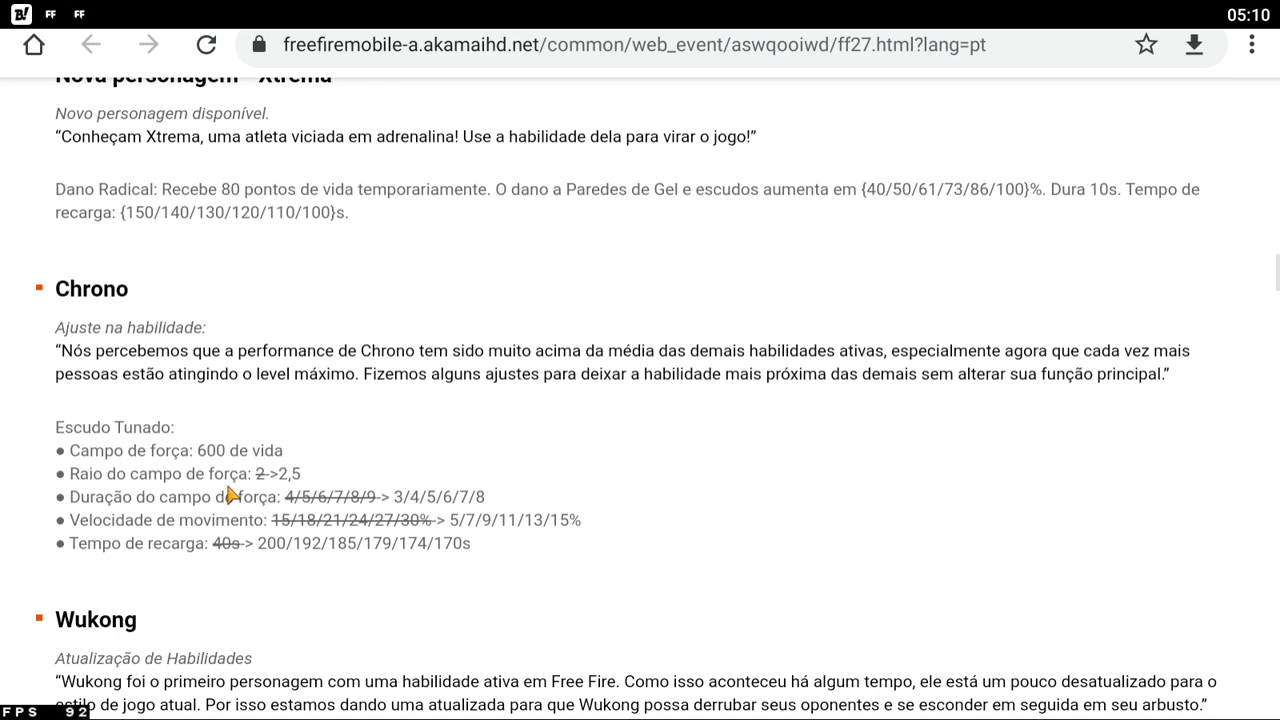 B! FF FF 05:10
freefiremobile-a.akamaihd.net/common/web_event/aswqooiwd/ff27.html?lang=pt
Nova personagem - Xtrema
Novo personagem disponível.
“Conheçam Xtrema, uma atleta viciada em adrenalina! Use a habilidade dela para virar o jogo!”
Dano Radical: Recebe 80 pontos de vida temporariamente. O dano a Paredes de Gel e escudos aumenta em {40/50/61/73/86/100}%. Dura 10s. Tempo de
recarga: {150/140/130/120/110/100}s.
Chrono
Ajuste na habilidade:
“Nós percebemos que a performance de Chrono tem sido muito acima da média das demais habilidades ativas, especialmente agora que cada vez mais
pessoas estão atingindo o level máximo. Fizemos alguns ajustes para deixar a habilidade mais próxima das demais sem alterar sua função principal.”
Escudo Tunado:
● Campo de força: 600 de vida
● Raio do campo de força: 2 ->2,5
● Duração do campo de força: 4/5/6/7/8/9 -> 3/4/5/6/7/8
● Velocidade de movimento: 15/18/21/24/27/30% -> 5/7/9/11/13/15%
● Tempo de recarga: 40s -> 200/192/185/179/174/170s
Wukong
Atualização de Habilidades
“Wukong foi o primeiro personagem com uma habilidade ativa em Free Fire. Como isso aconteceu há algum tempo, ele está um pouco desatualizado para o
estilo de jogo atual. Por isso estamos dando uma atualizada para que Wukong possa derrubar seus oponentes e se esconder em seguida em seu arbusto.”
FPS 92